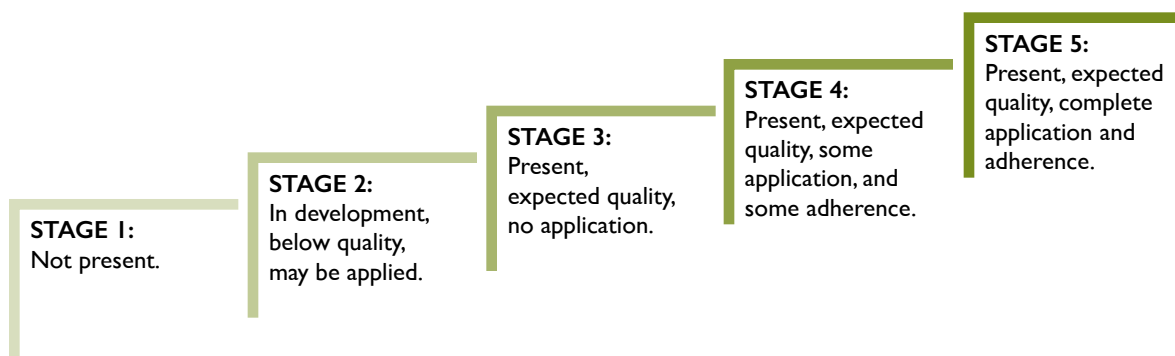 STAGE 1:
Not present.
STAGE 2:
In development,
below quality,
may be applied.
STAGE 3:
Present,
expected quality,
no application.
STAGE 4:
Present, expected
quality, some
application, and
some adherence.
STAGE 5:
Present, expected
quality, complete
application and
adherence.